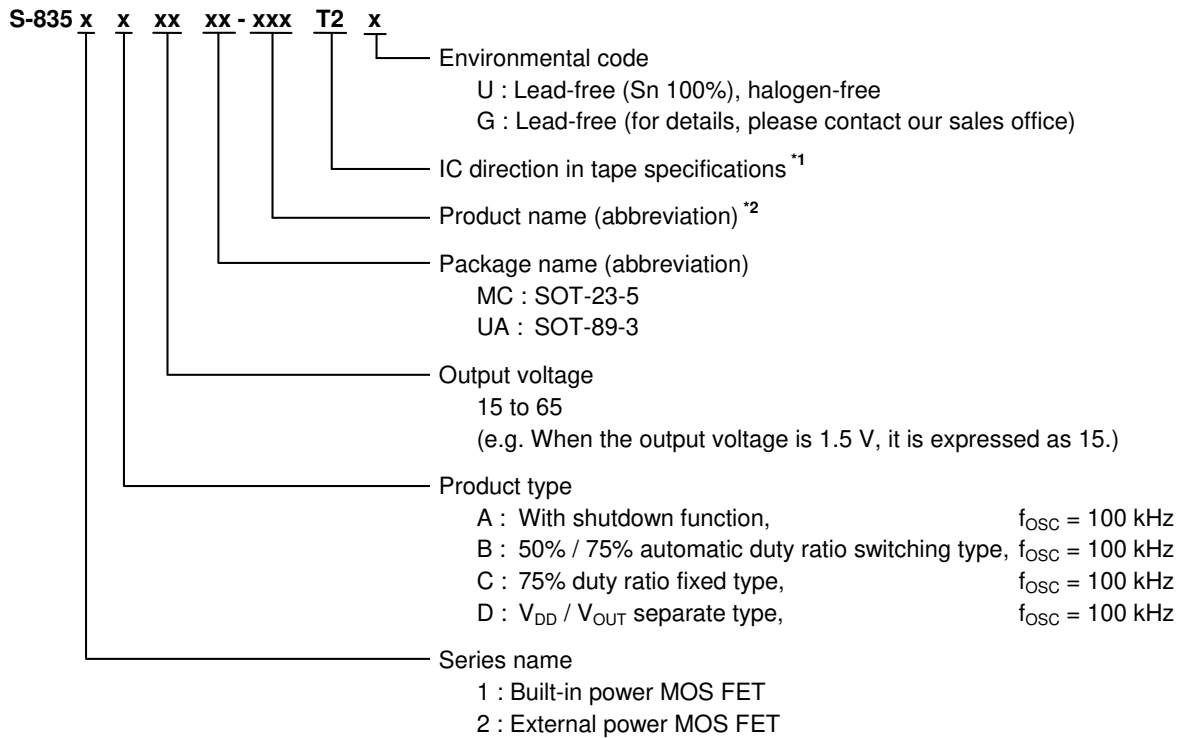 S-835 x x xx xx - xxx T2 x
Environmental code
U : Lead-free (Sn 100%), halogen-free
G : Lead-free (for details, please contact our sales office)
IC direction in tape specifications *1
Product name (abbreviation) *2
Package name (abbreviation)
MC : SOT-23-5
UA : SOT-89-3
Output voltage
15 to 65
(e.g. When the output voltage is 1.5 V, it is expressed as 15.)
Product type
A : With shutdown function, fOSC = 100 kHz
B : 50% / 75% automatic duty ratio switching type, fOSC = 100 kHz
C : 75% duty ratio fixed type, fOSC = 100 kHz
D : VDD / VOUT separate type, fOSC = 100 kHz
Series name
1 : Built-in power MOS FET
2 : External power MOS FET